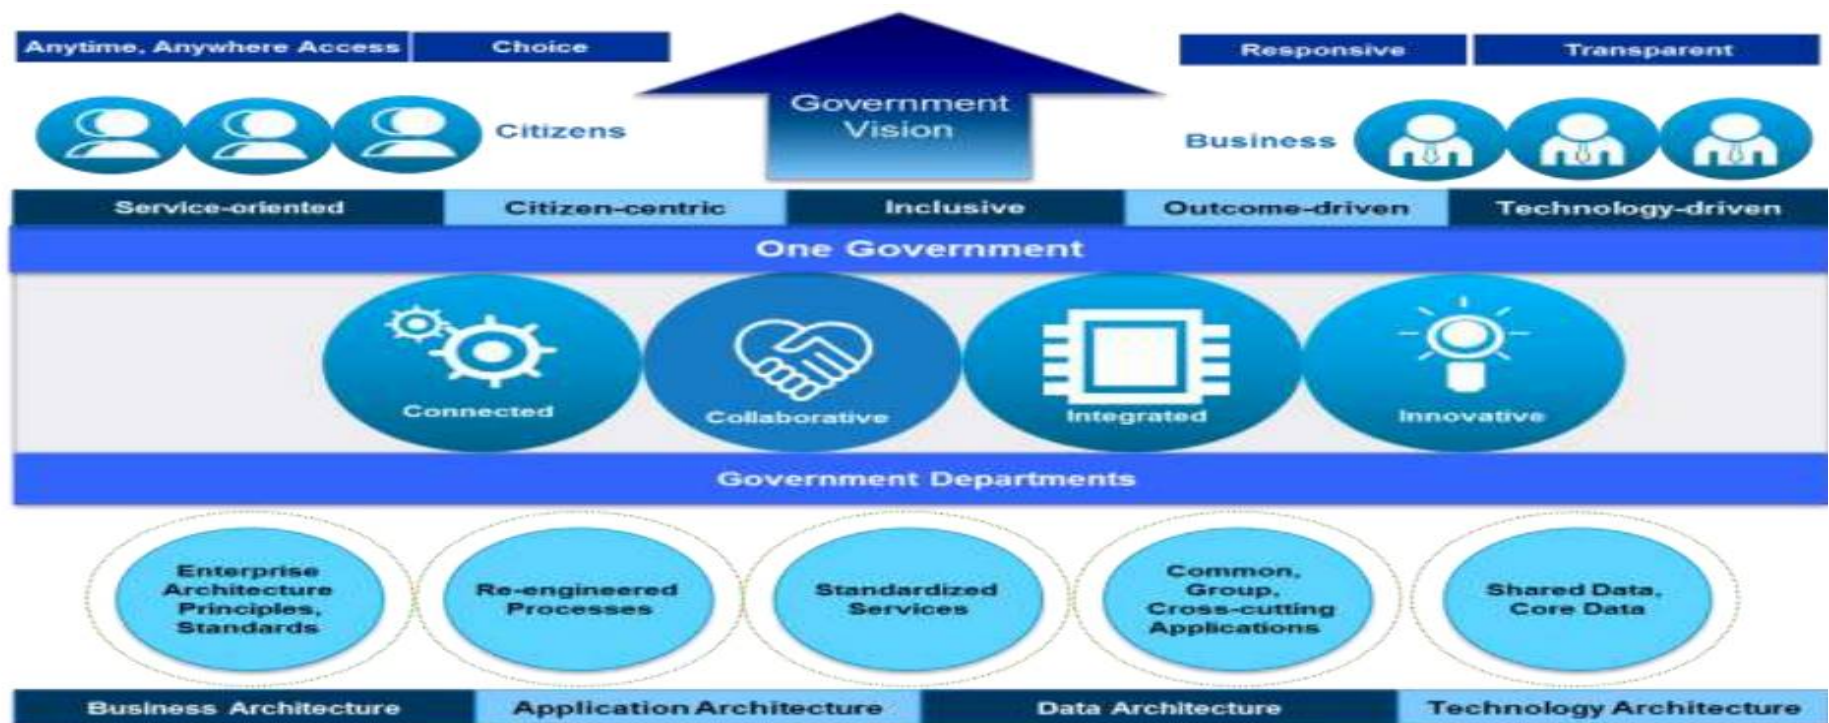 Anytime, Anywhere Access
Choice
Responsive
Transparent
Government
Vision
Citizens
Business
Service-oriented
Citizen-centric
Inclusive
Outcome-driven
Technology-driven
One Government
Connected
Collaborative
Integrated
Innovative
Government Departments
Enterprise
Architecture
Principles,
Standards
Re-engineered
Processes
Standardized
Services
Common,
Group,
Cross-cutting
Applications
Shared Data,
Core Data
Business Architecture
Application Architecture
Data Architecture
Technology Architecture